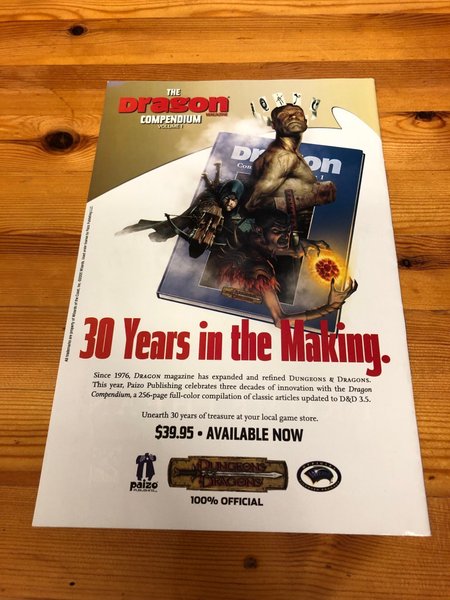 THE
DRAGON
MAGAZINE
COMPENDIUM
VOLUME 1
DRAGON
30 Years in the Making.
Since 1976, DRAGON magazine has expanded and refined DUNGEONS & DRAGONS.
This year, Paizo Publishing celebrates three decades of innovation with the Dragon
Compendium, a 256-page full-color compilation of classic articles updated to D&D 3.5.
Unearth 30 years of treasure at your local game store.
$39.95 • AVAILABLE NOW
paizo
PUBLISHING
DUNGEONS
DRAGONS
100% OFFICIAL